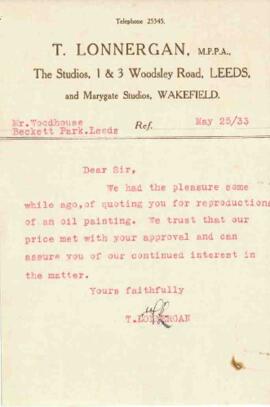 Telephone 25345.
T. LONNERGAN, M.P.P.A.,
The Studios, 1 & 3 Woodsley Road, LEEDS,
and Marygate Studios, WAKEFIELD.
Mr.Woodhouse
Beckett Park.Leeds
Ref.
May 25/33
Dear Sir,
We had the pleasure some
while ago,of quoting you for reproductions
of an oil painting. We trust that our
price met with your approval and can
assure you of our continued interest in
the matter.
Yours faithfully
T.LONNERGAN